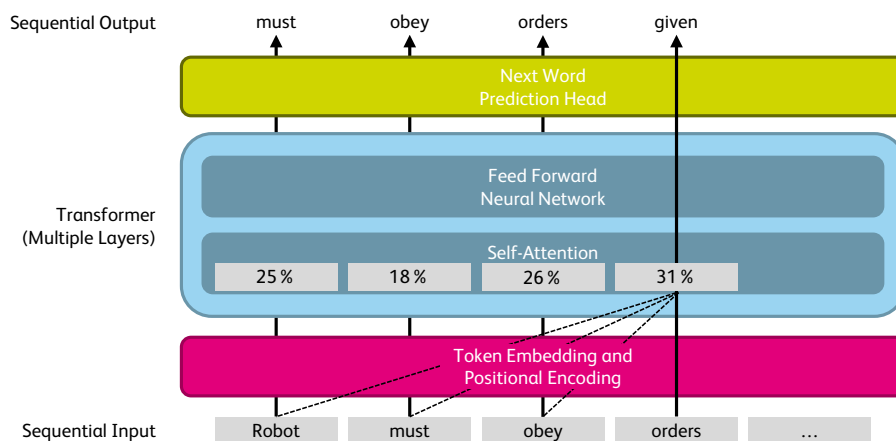 Sequential Output
must
obey
orders
given
Next Word
Prediction Head
Feed Forward
Neural Network
Transformer
(Multiple Layers)
Self-Attention
25 %
18 %
26 %
31 %
Token Embedding and
Positional Encoding
Sequential Input
Robot
must
obey
orders
...